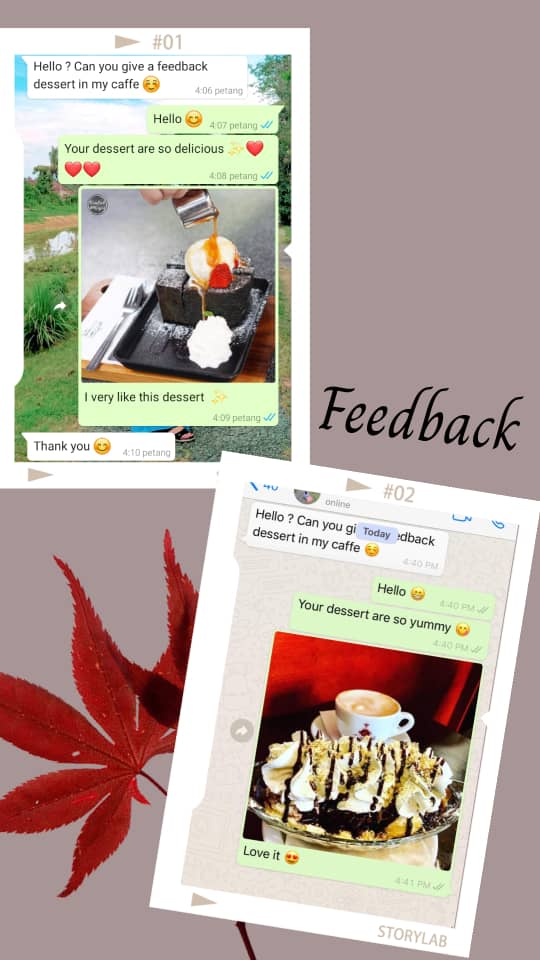 #01
Hello ? Can you give a feedback
dessert in my caffe 😊
4:06 petang
Hello 😊
4:07 petang
Your dessert are so delicious ✨❤️
❤️❤️
4:08 petang
I very like this dessert ✨
4:09 petang
Thank you 😊
4:10 petang
Feedback
#02
40
online
Today
Hello ? Can you gi edback
dessert in my caffe ☺️
4:40 PM
Hello 😁
4:40 PM
Your dessert are so yummy 😋
4:40 PM
Love it 😍
4:41 PM
STORYLAB